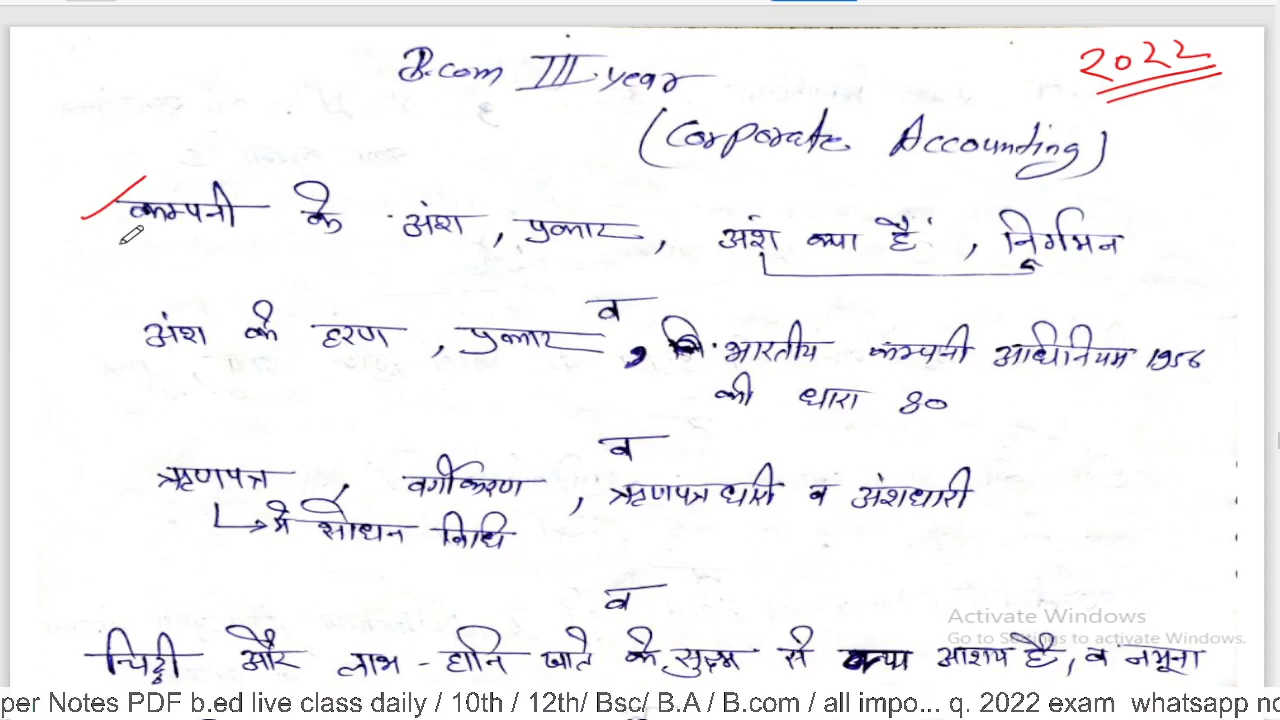 2022
B.com III year
(Corporate Accounting)
कम्पनी के अंश, प्रकार, अंश क्या है, निर्गमन
व
अंश के हरण, प्रकार, भारतीय कम्पनी अधिनियम 1956
की धारा 80
व
ऋणपत्र, वर्गीकरण, ऋणपत्रधारी व अंशधारी
में सोधन निधि
व
चिट्ठी और लाभ - हानि खाते के से क्या आशय है, व नमूना
Activate Windows
Go to Settings to activate Windows.
per Notes PDF b.ed live class daily / 10th / 12th/ Bsc/ B.A / B.com / all impo... q. 2022 exam whatsapp no